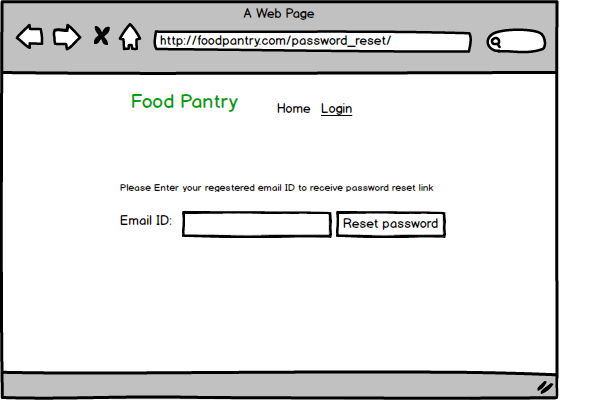 A Web Page
http://foodpantry.com/password_reset/
Food Pantry
Home Login
Please Enter your regestered email ID to receive password reset link
Email ID: Reset password